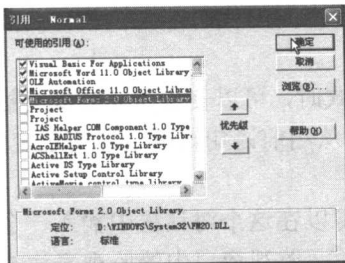 引用 - Normal
可使用的引用(A):
确定
Visual Basic For Applications
Microsoft Word 11.0 Object Library
OLE Automation
Microsoft Office 11.0 Object Librar
Microsoft Forms 2.0 Object Library
Project
Project
IAS Helper COM Component 1.0 Type
IAS RADIUS Protocol 1.0 Type Libr
AcroIEHelper 1.0 Type Library
ACShellExt 1.0 Type Library
Active DS Type Library
Active Setup Control Library
ActiveMovie control type library
取消
浏览(B)...
优先级
帮助(H)
Microsoft Forms 2.0 Object Library
定位: D:\WINDOWS\System32\FM20.DLL
语言: 标准